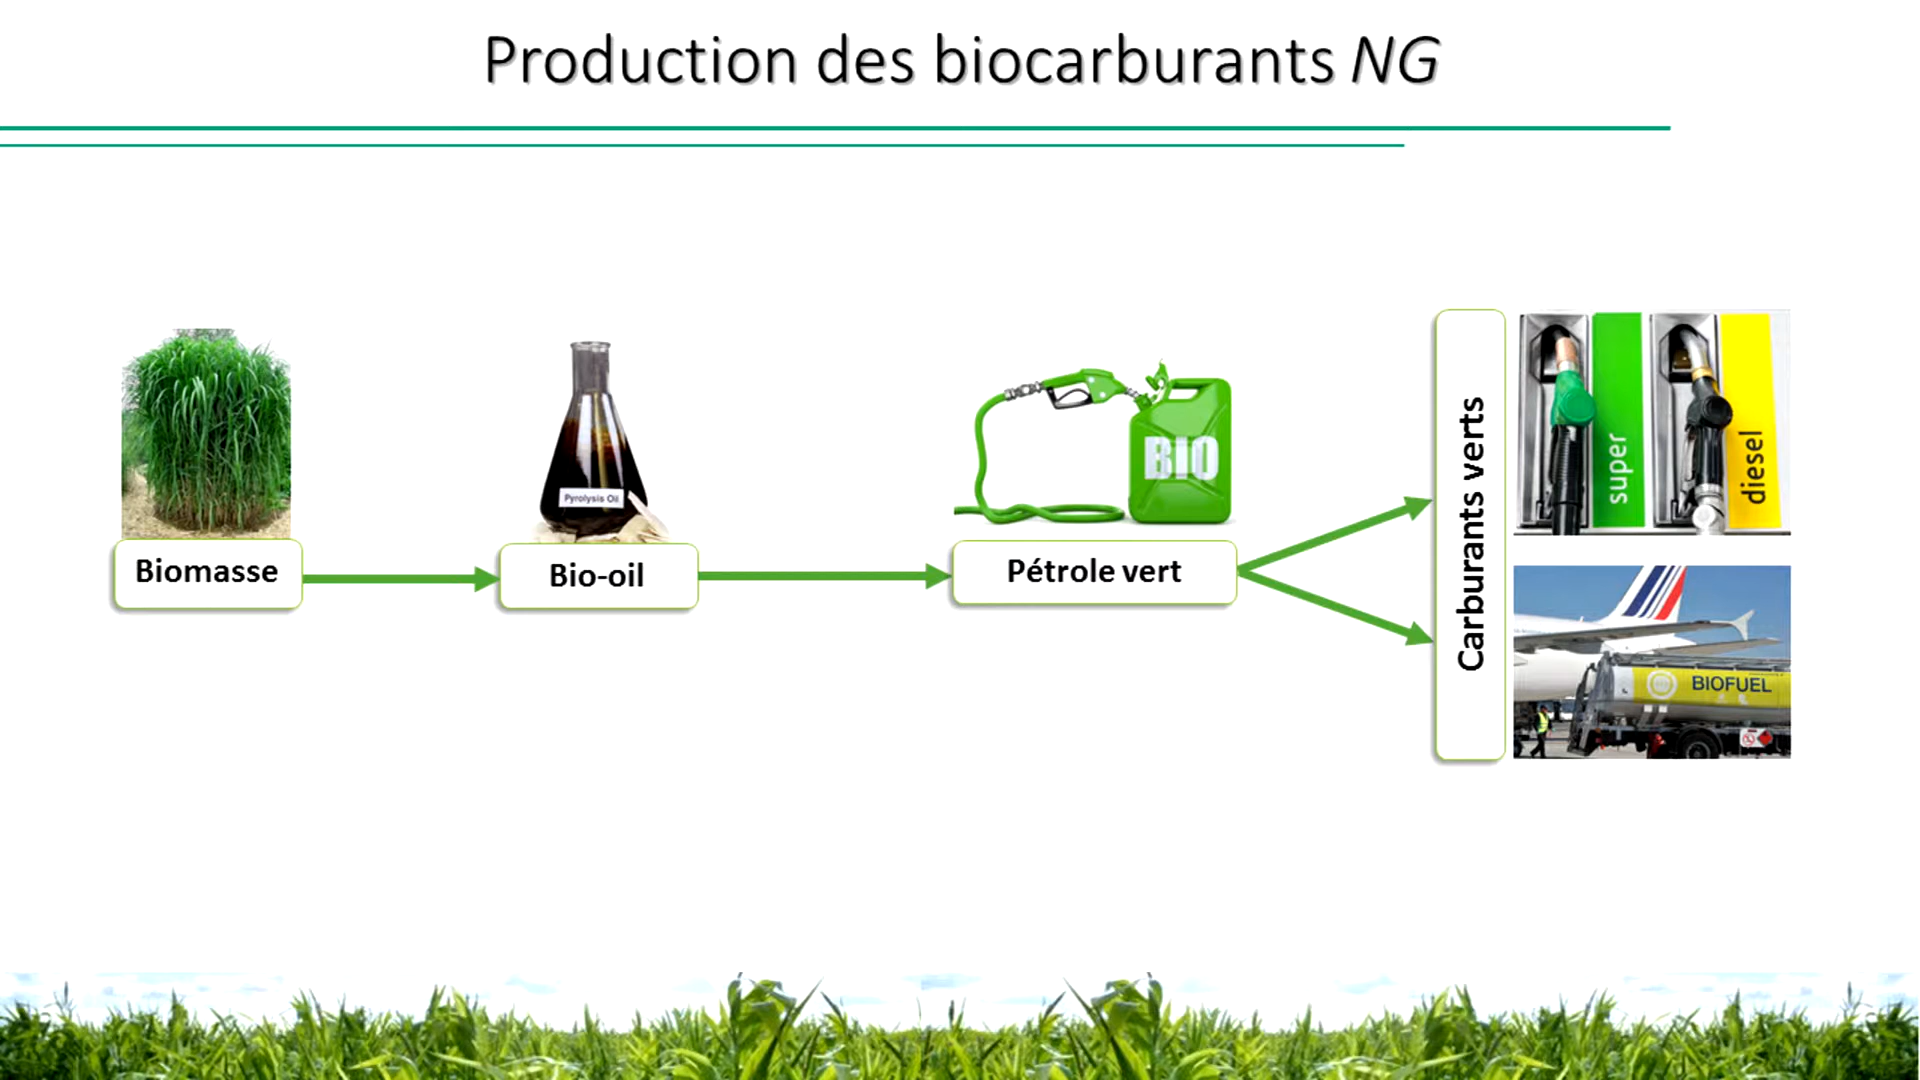 Production des biocarburants NG
Pyrolysis Oil
BIO
super
diesel
Biomasse
Bio-oil
Pétrole vert
Carburants verts
BIOFUEL